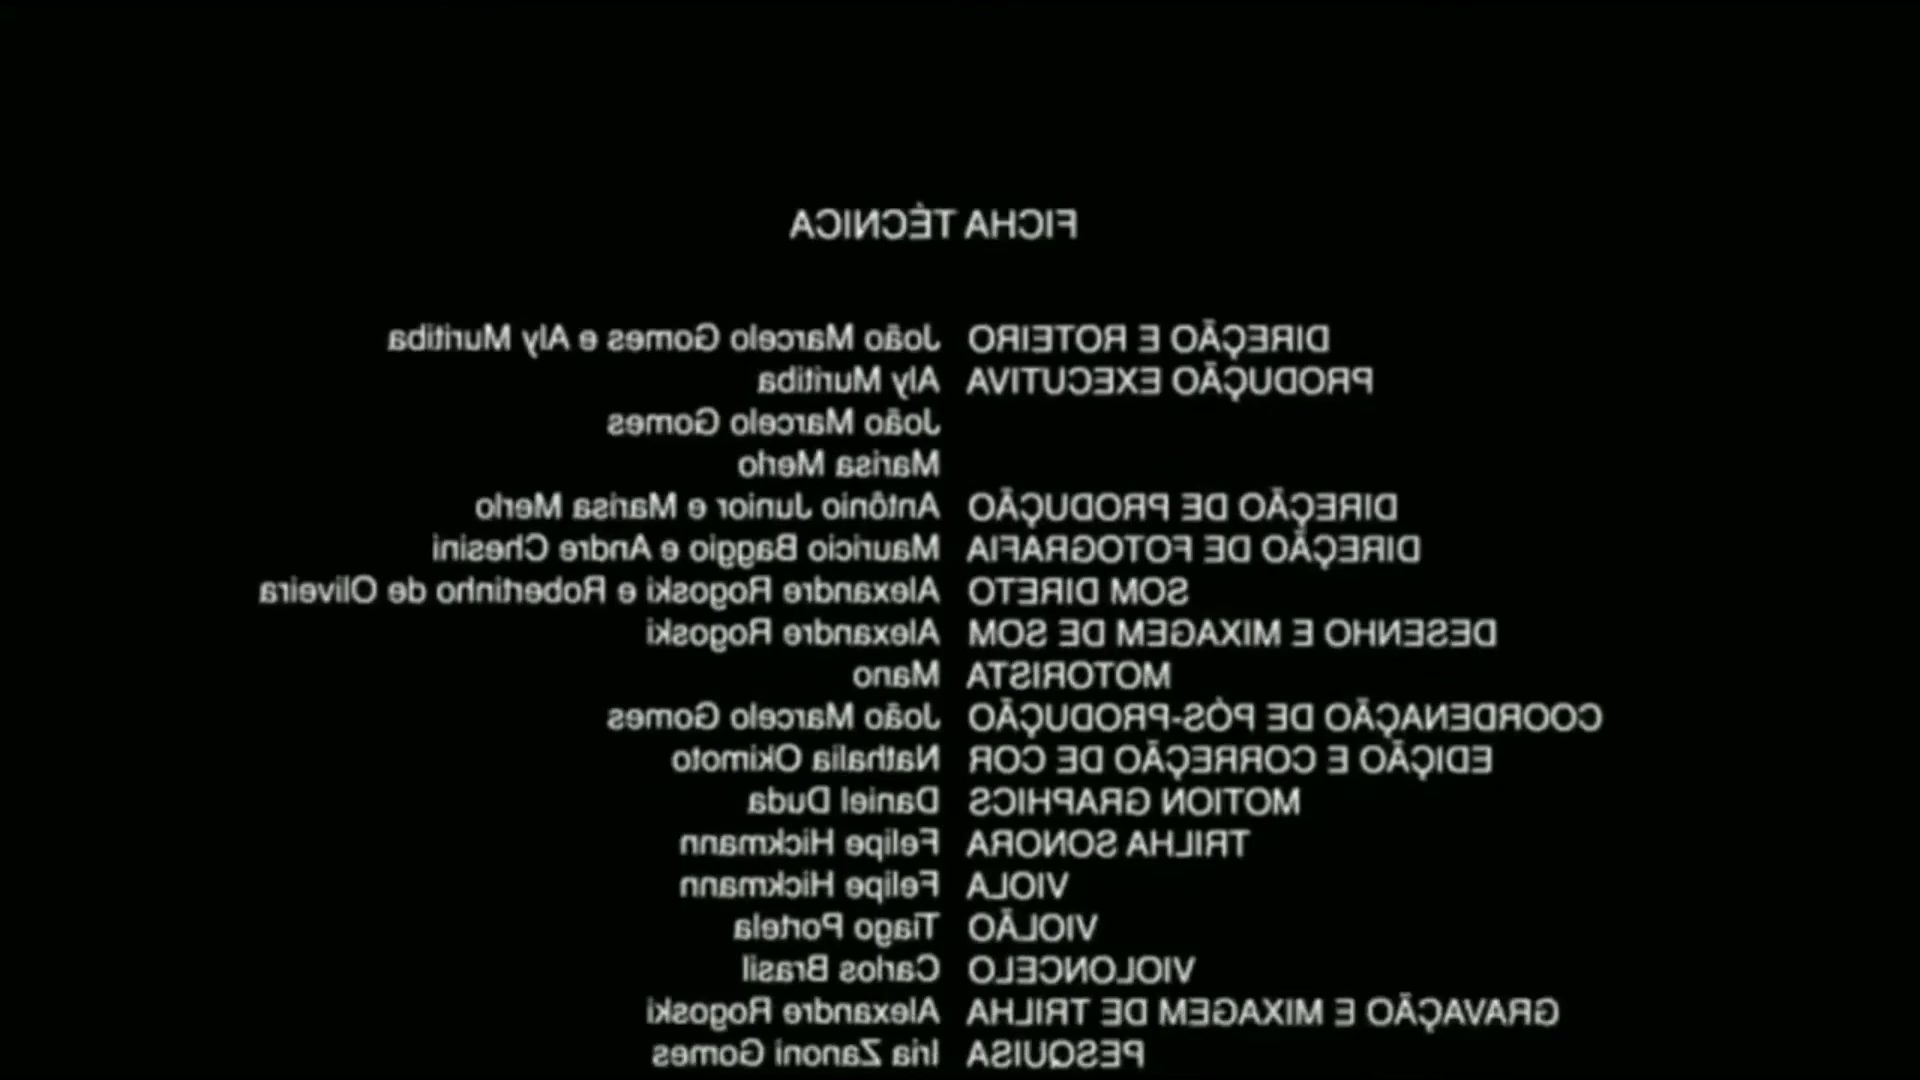 FICHA TÉCNICA
DIREÇÃO E ROTEIRO João Marcelo Gomes e Aly Muritiba
PRODUÇÃO EXECUTIVA Aly Muritiba
João Marcelo Gomes
Marisa Merlo
DIREÇÃO DE PRODUÇÃO Antônio Junior e Marisa Merlo
DIREÇÃO DE FOTOGRAFIA Mauricio Baggio e Andre Chesini
SOM DIRETO Alexandre Rogoski e Robertinho de Oliveira
DESENHO E MIXAGEM DE SOM Alexandre Rogoski
MOTORISTA Mano
COORDENAÇÃO DE PÓS-PRODUÇÃO João Marcelo Gomes
EDIÇÃO E CORREÇÃO DE COR Nathalia Okimoto
MOTION GRAPHICS Daniel Duda
TRILHA SONORA Felipe Hickmann
VIOLA Felipe Hickmann
VIOLÃO Tiago Portela
VIOLONCELO Carlos Brasil
GRAVAÇÃO E MIXAGEM DE TRILHA Alexandre Rogoski
PESQUISA Iria Zanoni Gomes